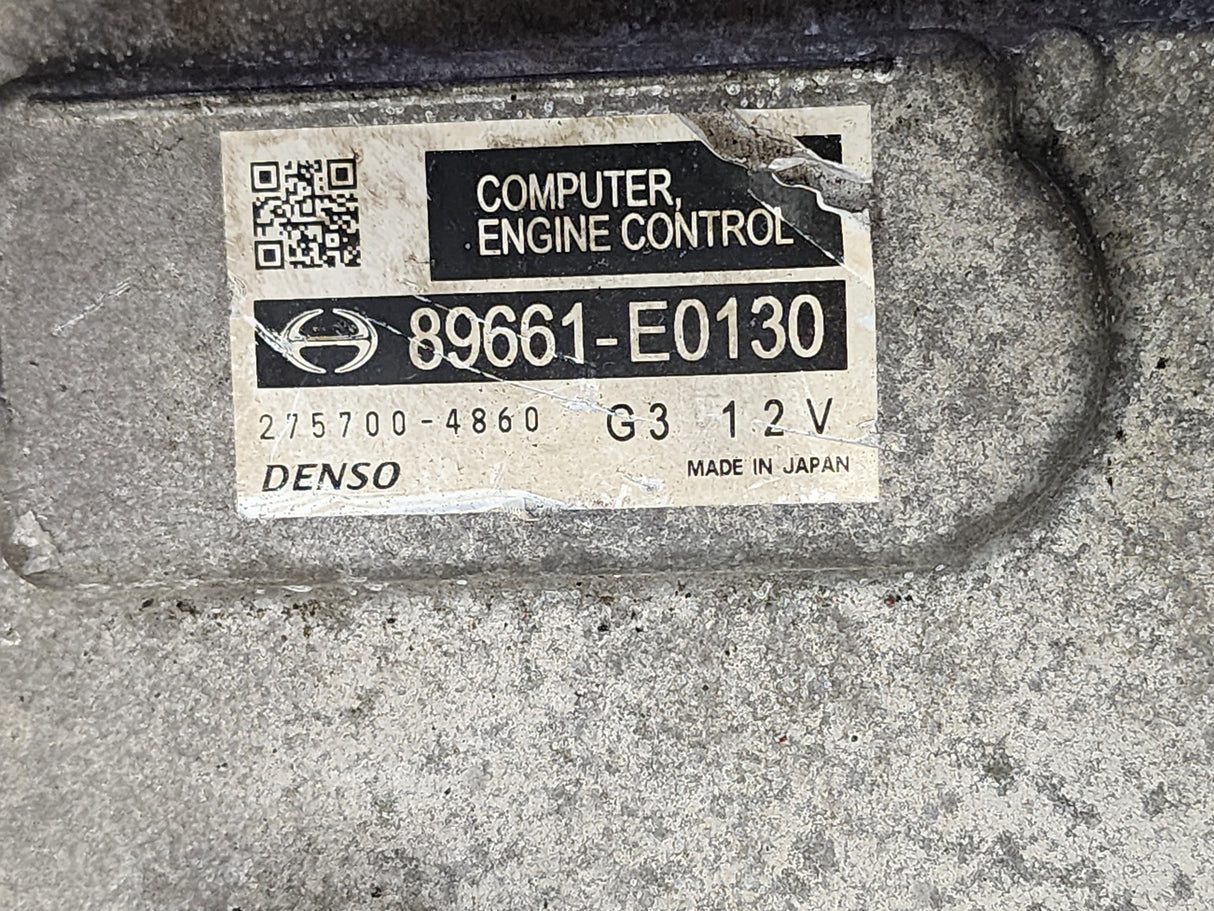 COMPUTER,
ENGINE CONTROL
89661-E0130
275700-4860 G3 12V
DENSO MADE IN JAPAN